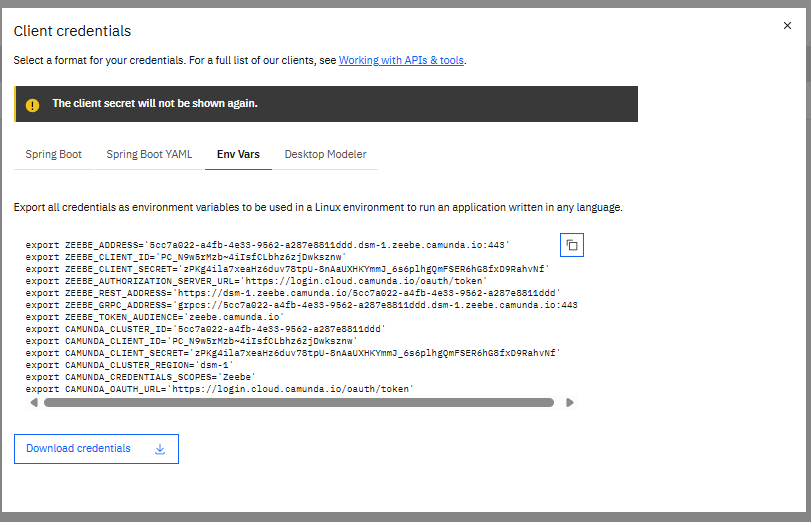 Client credentials
Select a format for your credentials. For a full list of our clients, see Working with APIs & tools.
The client secret will not be shown again.
Spring Boot Spring Boot YAML Env Vars Desktop Modeler
Export all credentials as environment variables to be used in a Linux environment to run an application written in any language.
export ZEEBE_ADDRESS='5cc7a022-a4fb-4e33-9562-a287e8811ddd.dsm-1.zeebe.camunda.io:443'
export ZEEBE_CLIENT_ID='PC_N9w5rMzb~4iIsfCLbhz6zjDwksznw'
export ZEEBE_CLIENT_SECRET='zPKg4ila7xeaHz6duv78tpU-8nAaUXHKYmmJ_6s6plhgQmFSER6hG8fxD9RahvNf'
export ZEEBE_AUTHORIZATION_SERVER_URL='https://login.cloud.camunda.io/oauth/token'
export ZEEBE_REST_ADDRESS='https://dsm-1.zeebe.camunda.io/5cc7a022-a4fb-4e33-9562-a287e8811ddd'
export ZEEBE_GRPC_ADDRESS='grpcs://5cc7a022-a4fb-4e33-9562-a287e8811ddd.dsm-1.zeebe.camunda.io:443
export ZEEBE_TOKEN_AUDIENCE='zeebe.camunda.io'
export CAMUNDA_CLUSTER_ID='5cc7a022-a4fb-4e33-9562-a287e8811ddd'
export CAMUNDA_CLIENT_ID='PC_N9w5rMzb~4iIsfCLbhz6zjDwksznw'
export CAMUNDA_CLIENT_SECRET='zPKg4ila7xeaHz6duv78tpU-8nAaUXHKYmmJ_6s6plhgQmFSER6hG8fxD9RahvNf'
export CAMUNDA_CLUSTER_REGION='dsm-1'
export CAMUNDA_CREDENTIALS_SCOPES='Zeebe'
export CAMUNDA_OAUTH_URL='https://login.cloud.camunda.io/oauth/token'
Download credentials